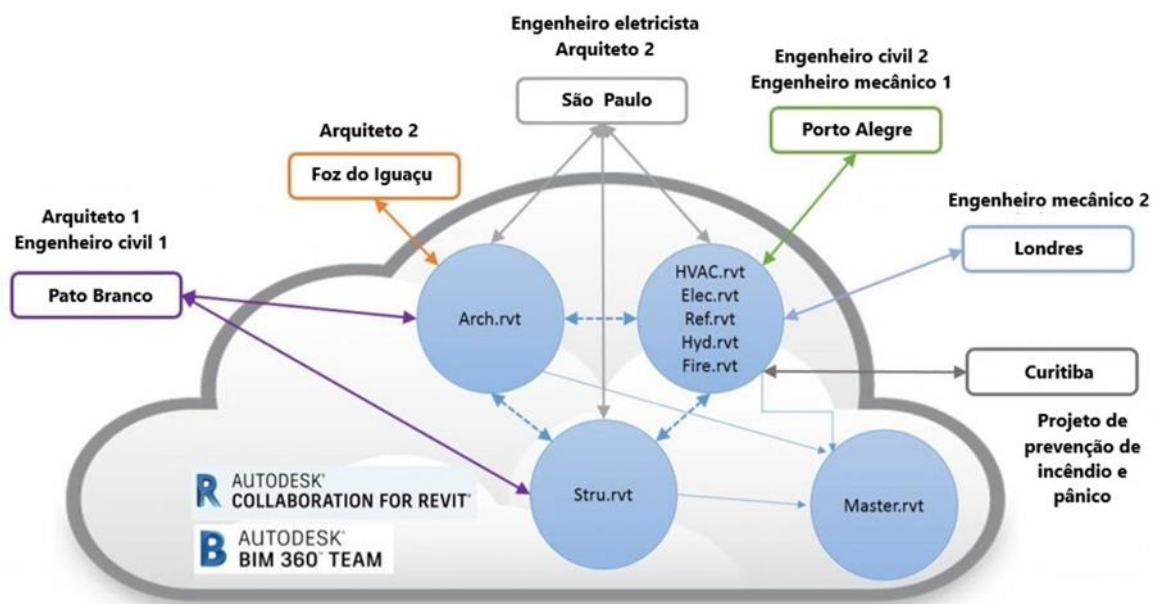 Engenheiro eletricista
Arquiteto 2
São Paulo
Engenheiro civil 2
Engenheiro mecânico 1
Porto Alegre
Arquiteto 2
Foz do Iguaçu
Engenheiro mecânico 2
Londres
Arquiteto 1
Engenheiro civil 1
Pato Branco
Arch.rvt
HVAC.rvt
Elec.rvt
Ref.rvt
Hyd.rvt
Fire.rvt
Curitiba
Projeto de
prevenção de
incêndio e
pânico
Stru.rvt
Master.rvt
R AUTODESK®
COLLABORATION FOR REVIT®
B AUTODESK®
BIM 360™ TEAM